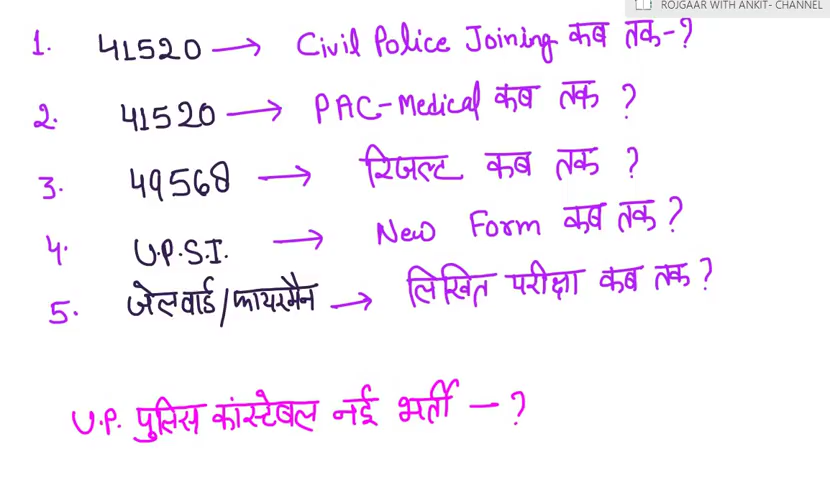 ROJGAAR WITH ANKIT- CHANNEL
1. 41520 → Civil Police Joining कब तक-?
2. 41520 → PAC-Medical कब तक ?
3. 49568 → रिजल्ट कब तक ?
4. U.P.S.I. → New Form कब तक ?
5. जेलवार्ड/फायरमैन → लिखित परीक्षा कब तक ?
U.P. पुलिस कांस्टेबल नई भर्ती - ?